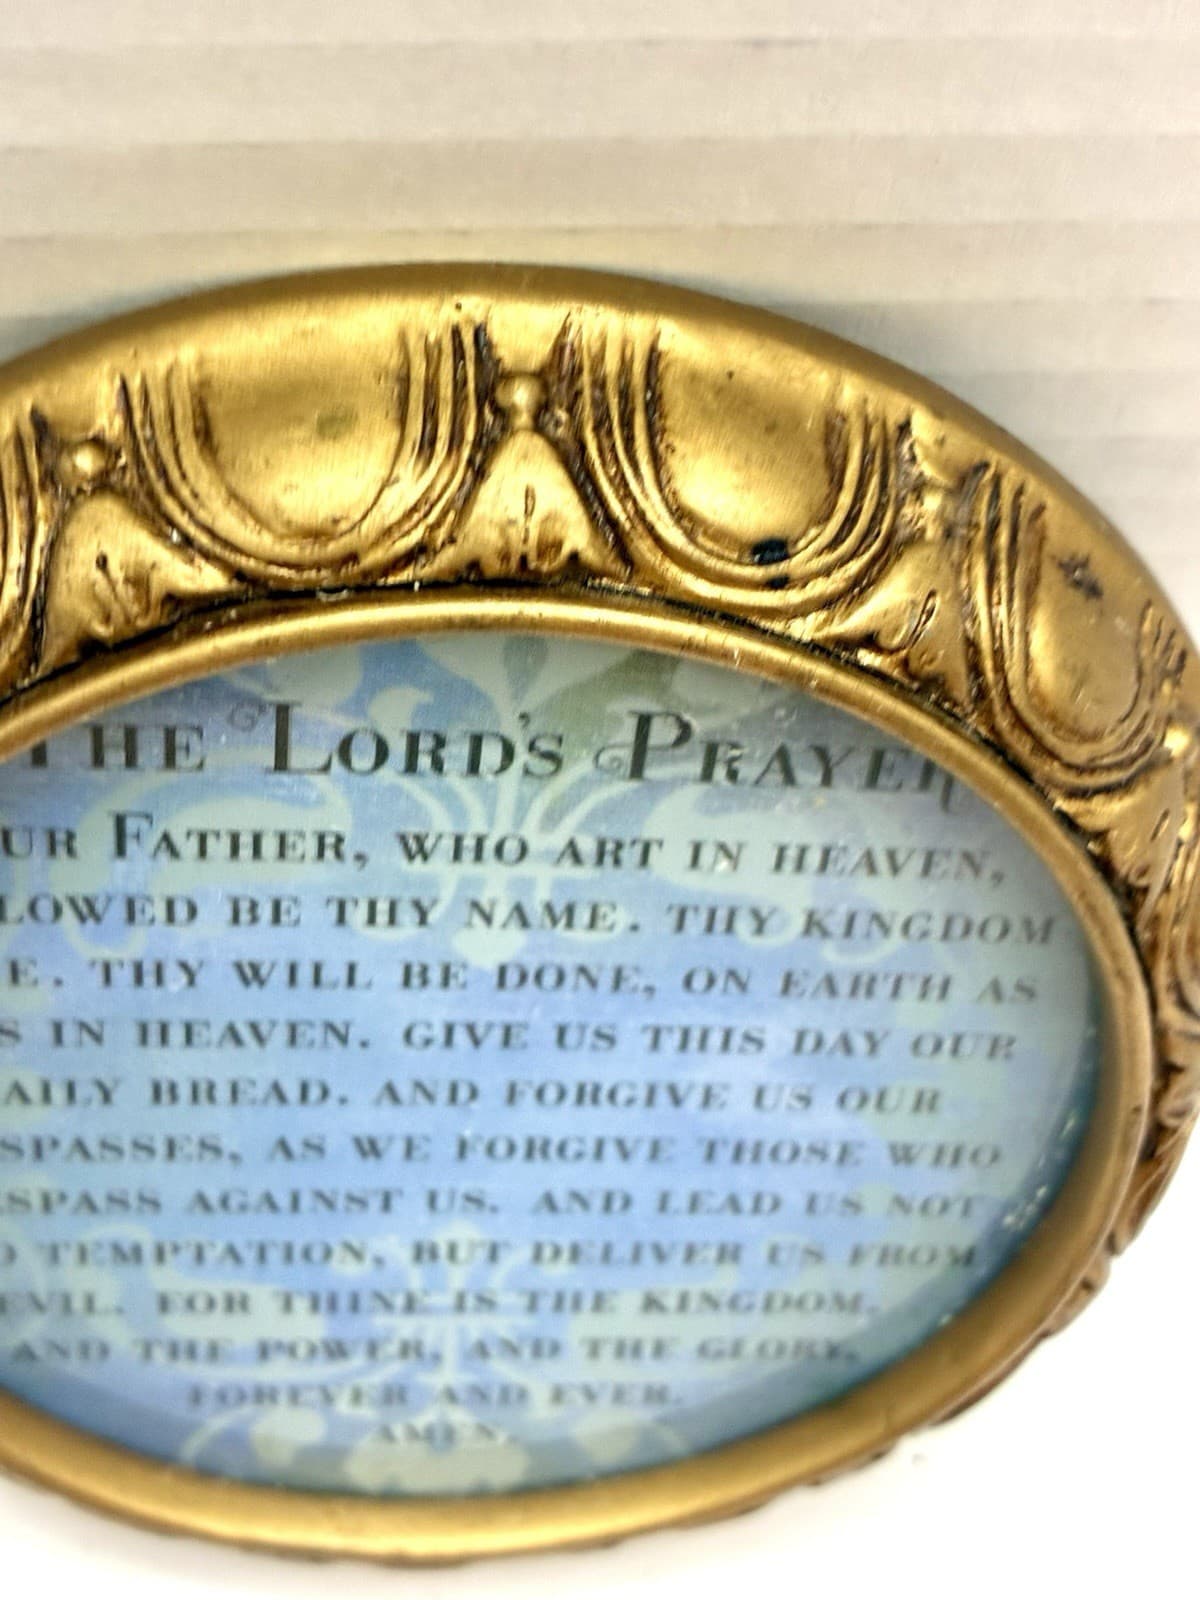 THE LORD'S PRAYER
UR FATHER, WHO ART IN HEAVEN,
LOWED BE THY NAME. THY KINGDOM
E. THY WILL BE DONE, ON EARTH AS
S IN HEAVEN. GIVE US THIS DAY OUR
AILY BREAD. AND FORGIVE US OUR
SPASSES, AS WE FORGIVE THOSE WHO
SPASS AGAINST US. AND LEAD US NOT
O TEMPTATION, BUT DELIVER US FROM
EVIL. FOR THINE IS THE KINGDOM,
AND THE POWER, AND THE GLORY,
FOREVER AND EVER.
AMEN.